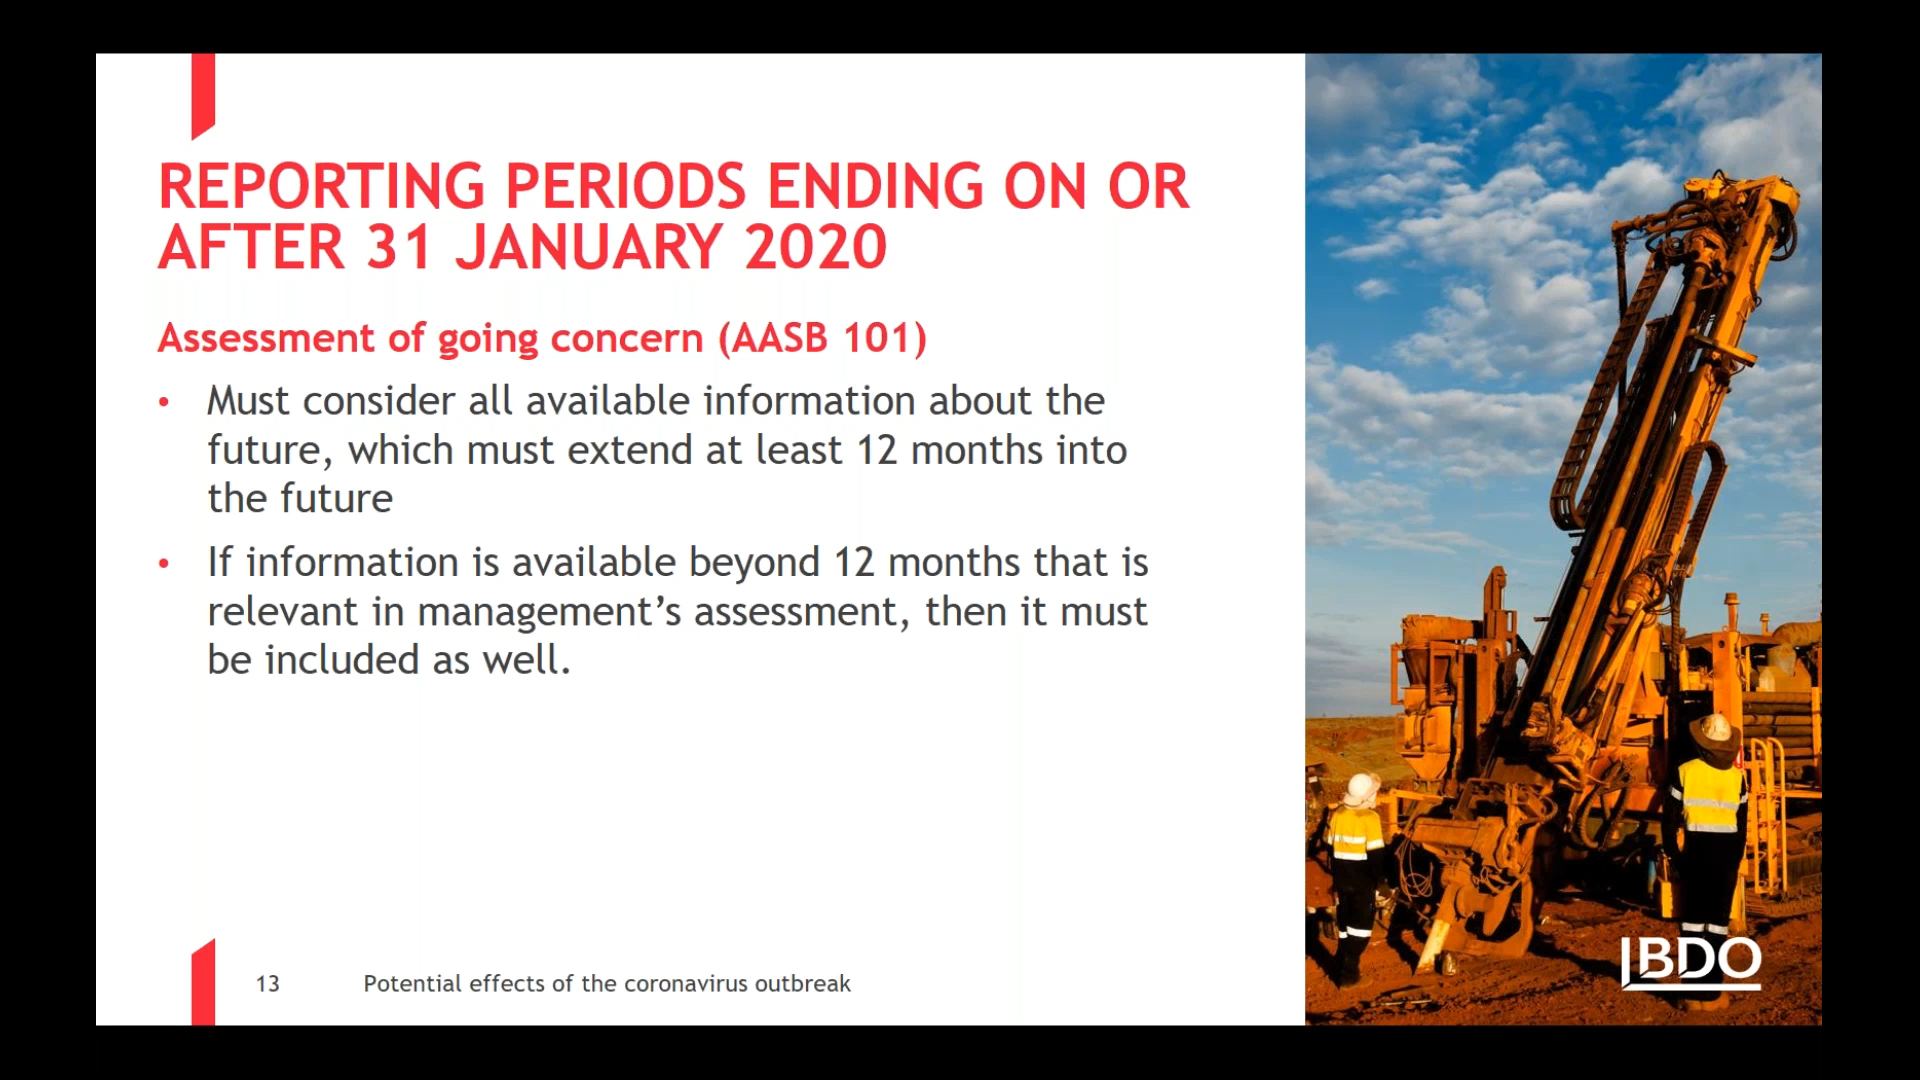 REPORTING PERIODS ENDING ON OR
AFTER 31 JANUARY 2020
Assessment of going concern (AASB 101)
• Must consider all available information about the
future, which must extend at least 12 months into
the future
• If information is available beyond 12 months that is
relevant in management’s assessment, then it must
be included as well.
13 Potential effects of the coronavirus outbreak
BDO